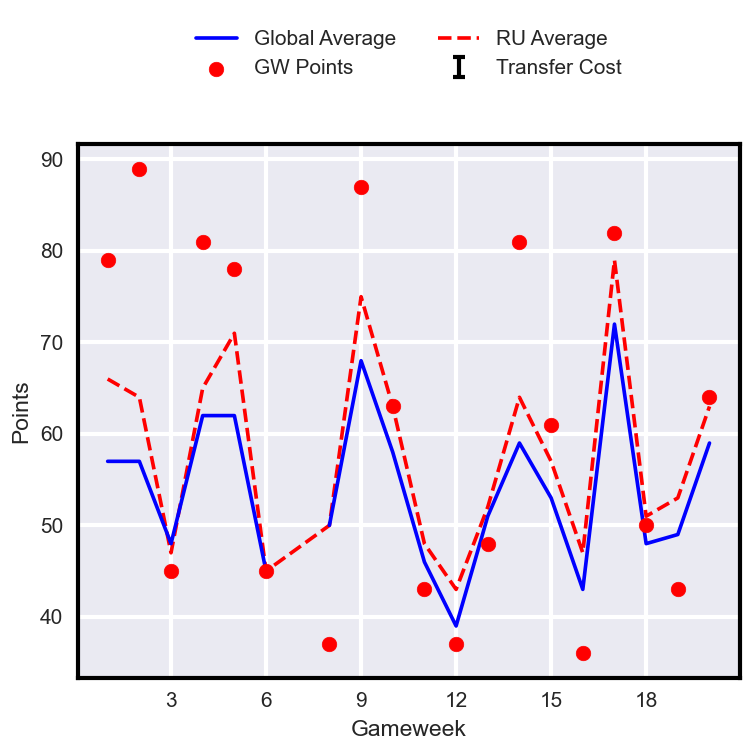 Global Average
RU Average
GW Points
Transfer Cost
90
80
70
60
50
40
Points
3
6
9
12
15
18
Gameweek